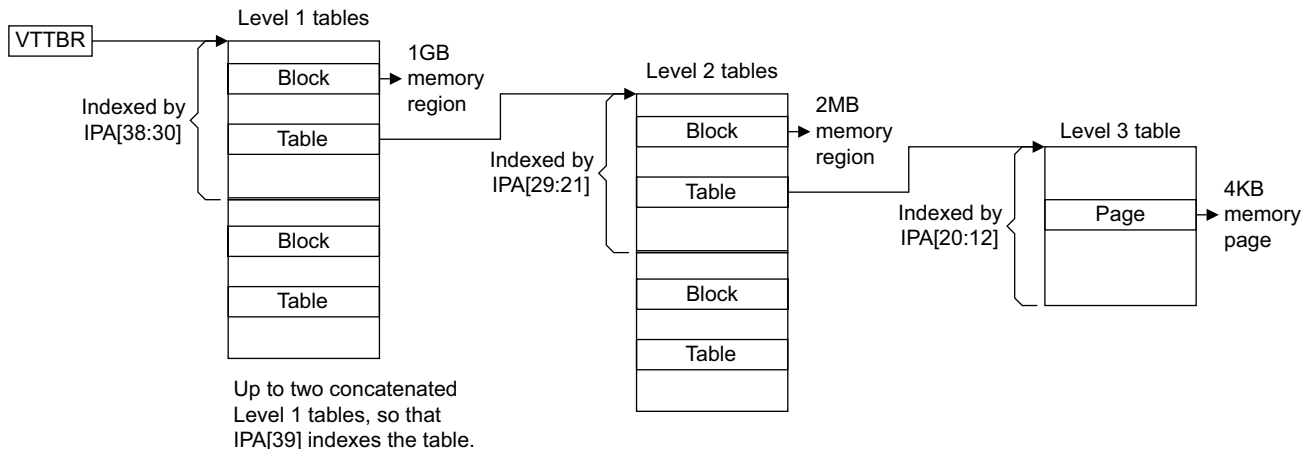 VTTBR
Level 1 tables
Indexed by
IPA[38:30]
Block
1GB
memory
region
Table
Block
Table
Up to two concatenated
Level 1 tables, so that
IPA[39] indexes the table.
Level 2 tables
Indexed by
IPA[29:21]
Block
2MB
memory
region
Table
Block
Table
Level 3 table
Indexed by
IPA[20:12]
Page
4KB
memory
page